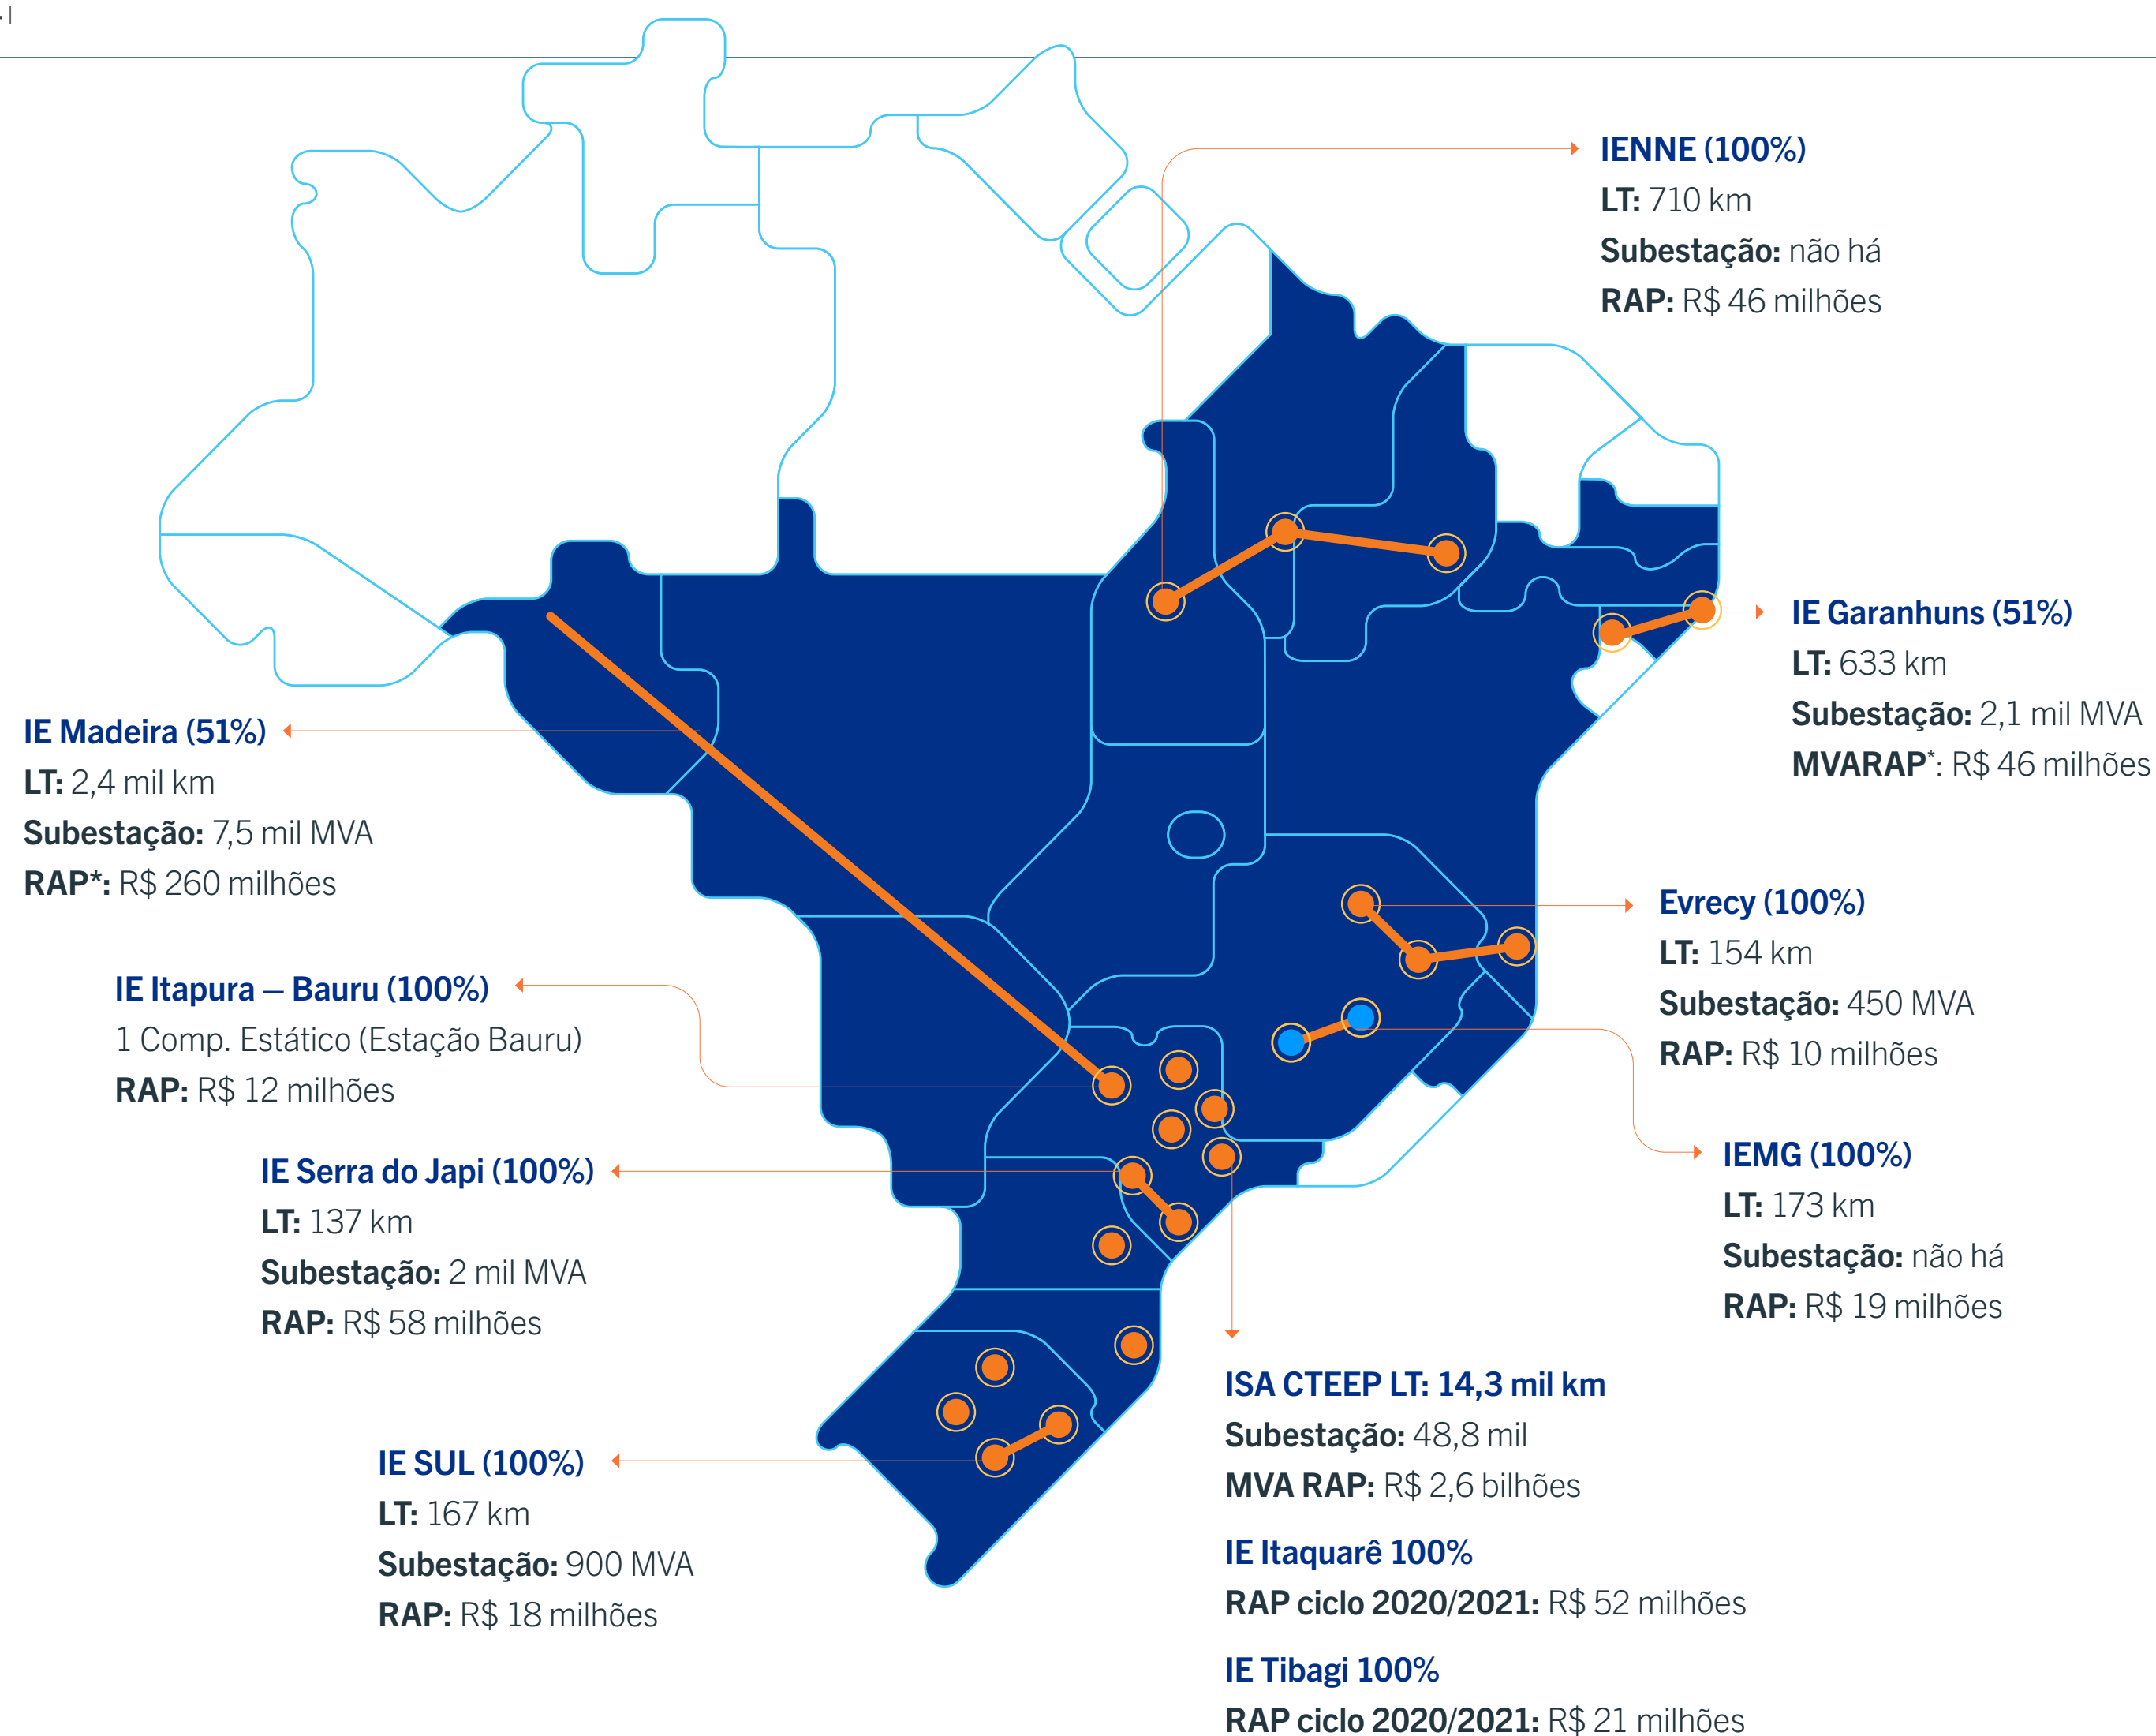 IENNE (100%)
LT: 710 km
Subestação: não há
RAP: R$ 46 milhões
IE Garanhuns (51%)
LT: 633 km
Subestação: 2,1 mil MVA
MVARAP*: R$ 46 milhões
IE Madeira (51%)
LT: 2,4 mil km
Subestação: 7,5 mil MVA
RAP*: R$ 260 milhões
Evrecy (100%)
LT: 154 km
Subestação: 450 MVA
RAP: R$ 10 milhões
IE Itapura – Bauru (100%)
1 Comp. Estático (Estação Bauru)
RAP: R$ 12 milhões
IEMG (100%)
LT: 173 km
Subestação: não há
RAP: R$ 19 milhões
IE Serra do Japi (100%)
LT: 137 km
Subestação: 2 mil MVA
RAP: R$ 58 milhões
ISA CTEEP LT: 14,3 mil km
Subestação: 48,8 mil
MVA RAP: R$ 2,6 bilhões
IE Itaquarê 100%
RAP ciclo 2020/2021: R$ 52 milhões
IE Tibagi 100%
RAP ciclo 2020/2021: R$ 21 milhões
IE SUL (100%)
LT: 167 km
Subestação: 900 MVA
RAP: R$ 18 milhões